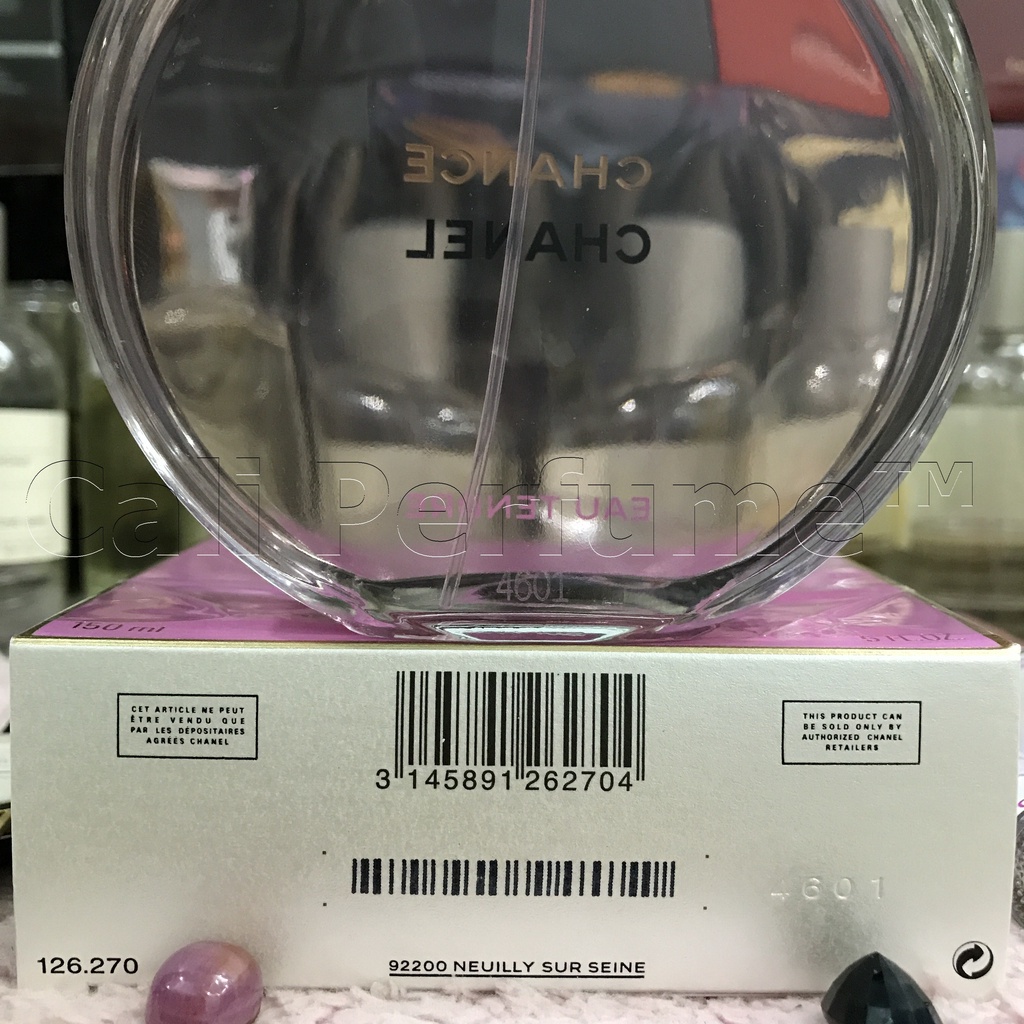 CHANCE
CHANEL
Cali Perfume™
EAU TENDRE
4601
150 ml
5 FL.OZ.
CET ARTICLE NE PEUT
ÊTRE VENDU QUE
PAR LES DÉPOSITAIRES
AGRÉÉS CHANEL
THIS PRODUCT CAN
BE SOLD ONLY BY
AUTHORIZED CHANEL
RETAILERS
3 145891 262704
4601
126.270
92200 NEUILLY SUR SEINE